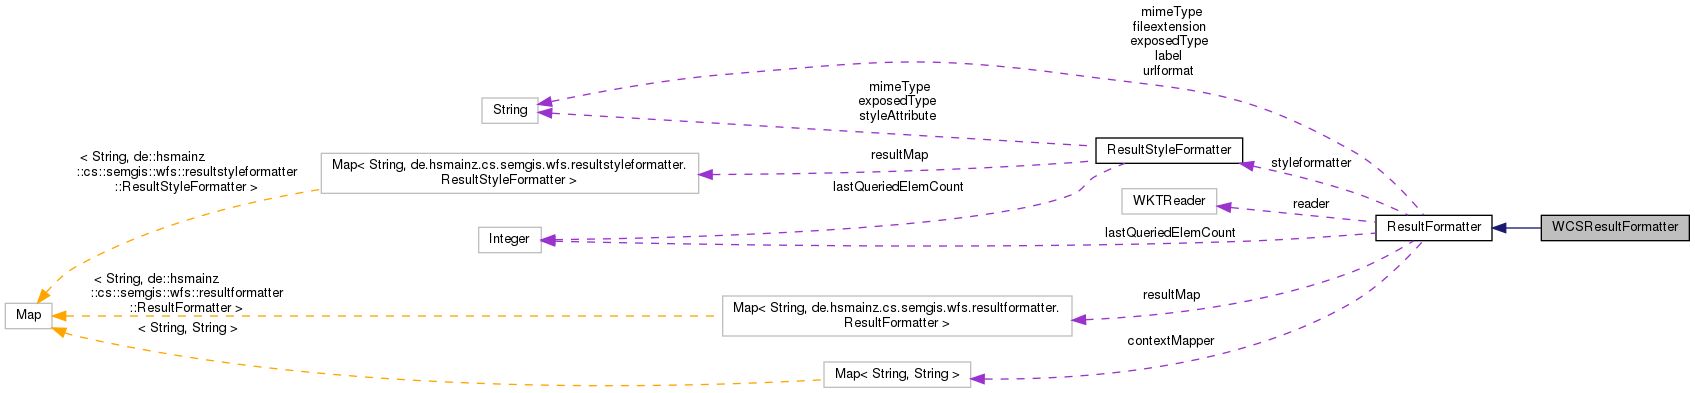 mimeType
fileextension
exposedType
label
urlformat
mimeType
exposedType
styleAttribute
String
ResultStyleFormatter
< String, de::hsmainz
::cs::semgis::wfs::resultstyleformatter
::ResultStyleFormatter >
Map< String, de.hsmainz.cs.semgis.wfs.resultstyleformatter.
ResultStyleFormatter >
resultMap
styleformatter
lastQueriedElemCount
WKTReader
reader
Integer
lastQueriedElemCount
ResultFormatter
WCSResultFormatter
< String, de::hsmainz
::cs::semgis::wfs::resultformatter
::ResultFormatter >
Map
< String, String >
Map< String, de.hsmainz.cs.semgis.wfs.resultformatter.
ResultFormatter >
resultMap
contextMapper
Map< String, String >